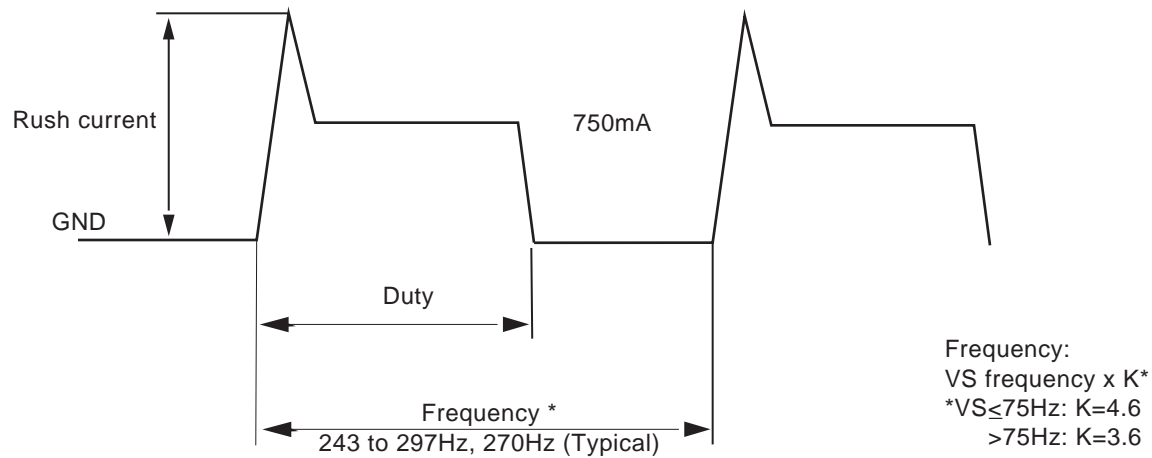 Rush current
750mA
GND
Duty
Frequency *
243 to 297Hz, 270Hz (Typical)
Frequency:
VS frequency x K*
*VS≤75Hz: K=4.6
>75Hz: K=3.6